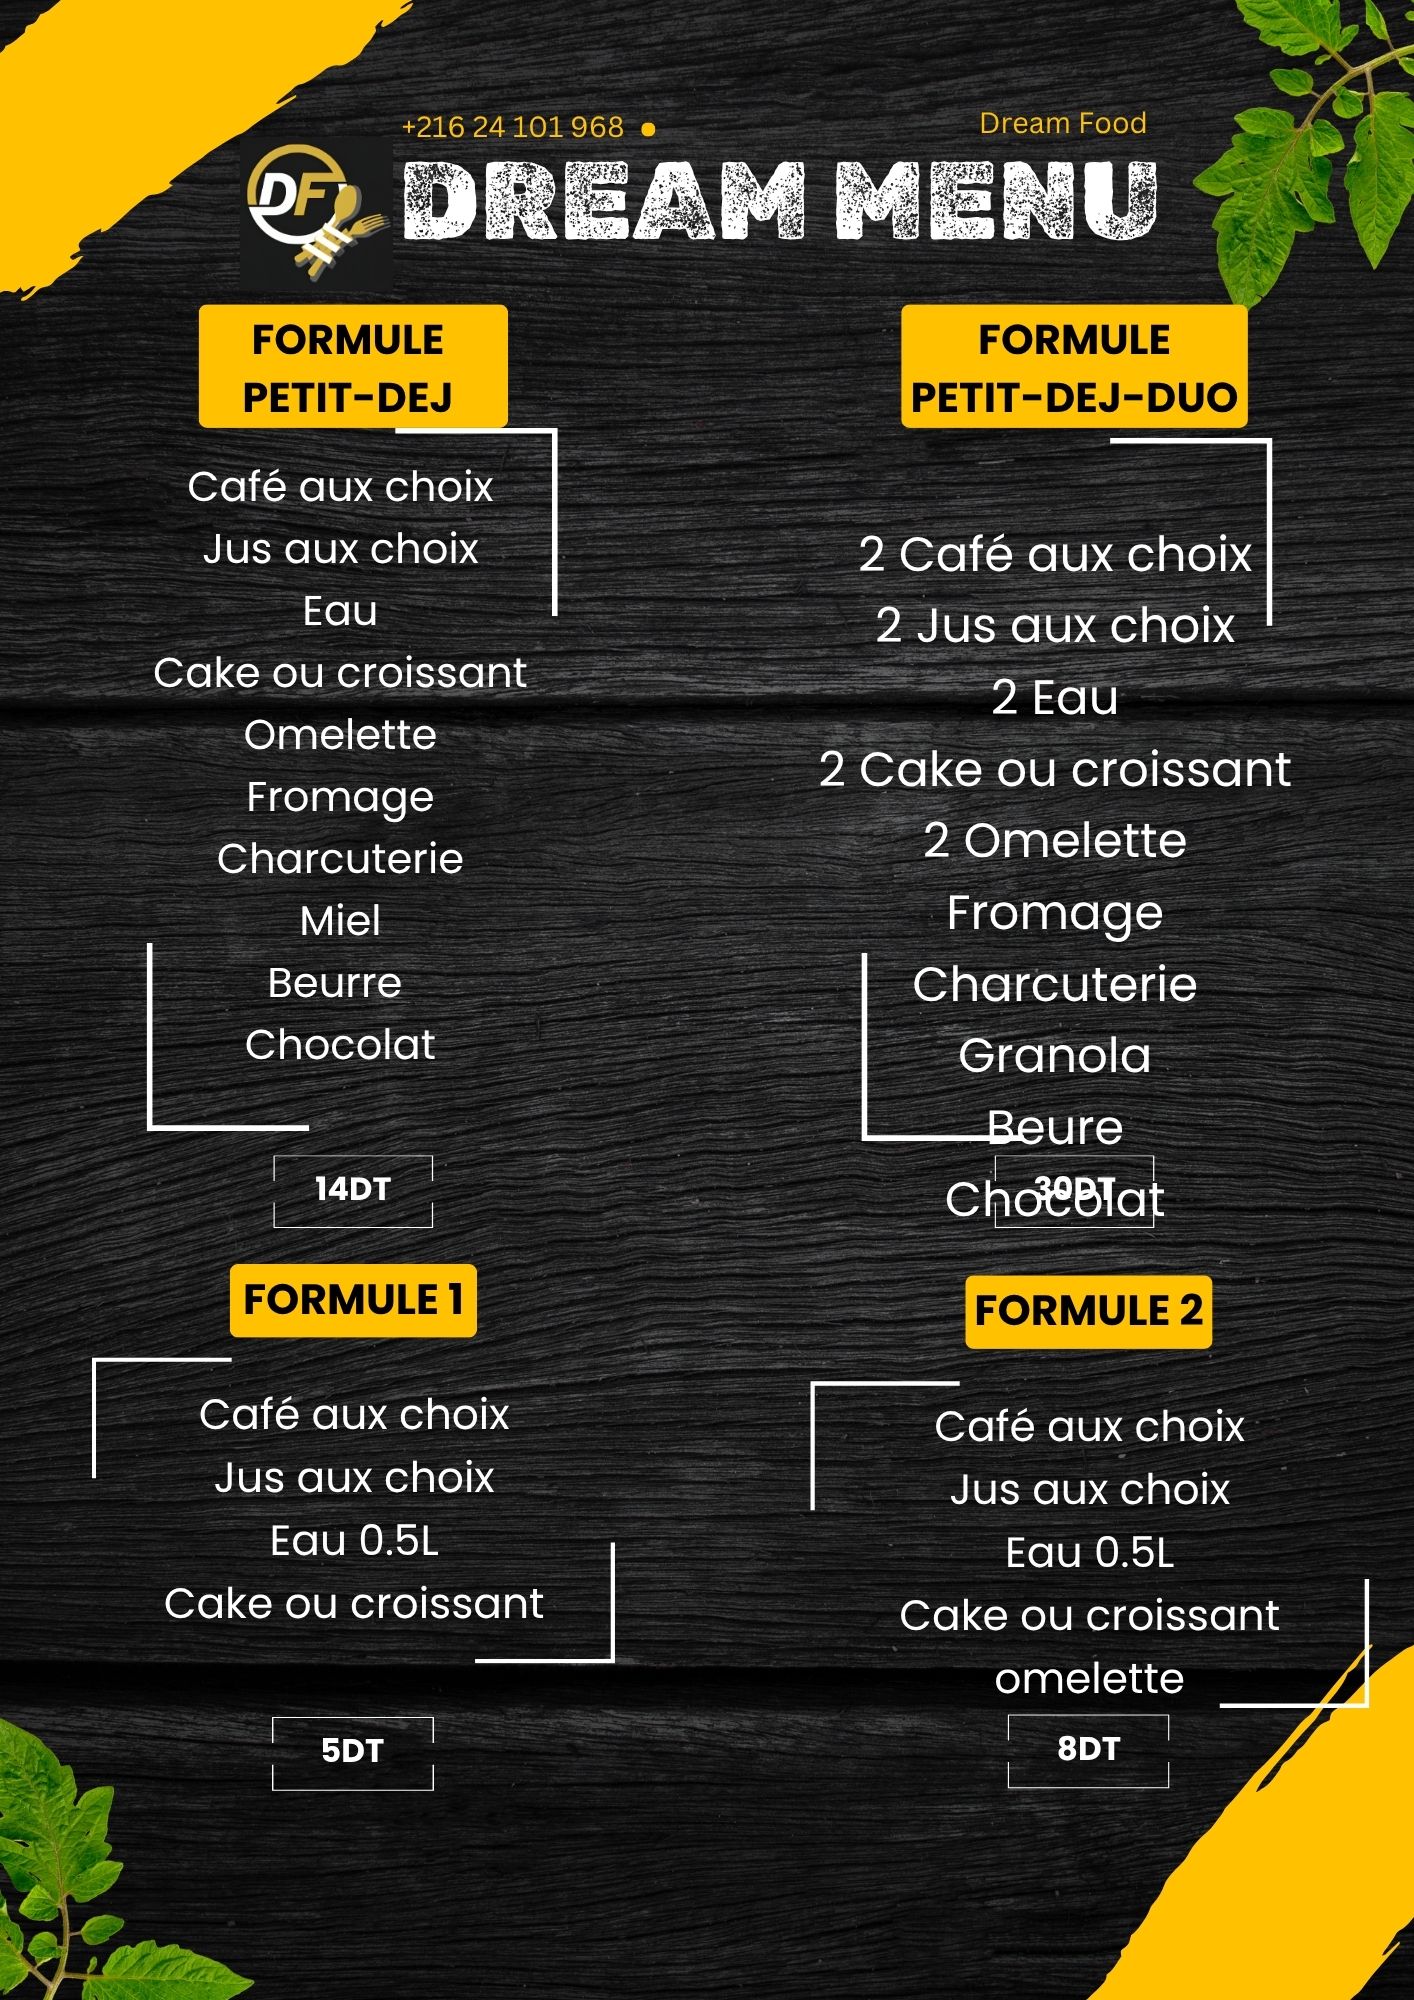 +216 24 101 968
Dream Food
DF
DREAM MENU
FORMULE
PETIT-DEJ
Café aux choix
Jus aux choix
Eau
Cake ou croissant
Omelette
Fromage
Charcuterie
Miel
Beurre
Chocolat
14DT
FORMULE
PETIT-DEJ-DUO
2 Café aux choix
2 Jus aux choix
2 Eau
2 Cake ou croissant
2 Omelette
Fromage
Charcuterie
Granola
Beure
Chocolat
30DT
FORMULE 1
Café aux choix
Jus aux choix
Eau 0.5L
Cake ou croissant
5DT
FORMULE 2
Café aux choix
Jus aux choix
Eau 0.5L
Cake ou croissant
omelette
8DT